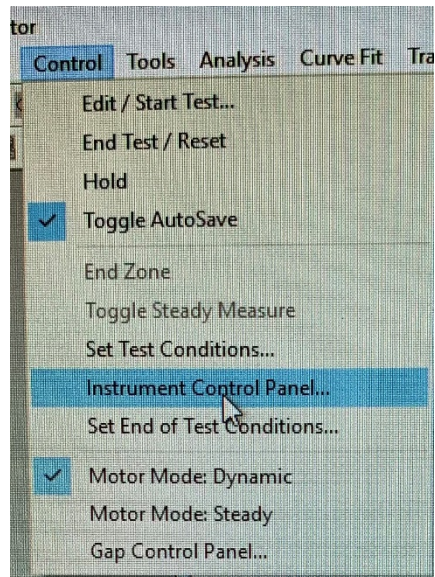 tor
Control Tools Analysis Curve Fit Tra
Edit / Start Test...
End Test / Reset
Hold
Toggle AutoSave
End Zone
Toggle Steady Measure
Set Test Conditions...
Instrument Control Panel...
Set End of Test Conditions...
Motor Mode: Dynamic
Motor Mode: Steady
Gap Control Panel...